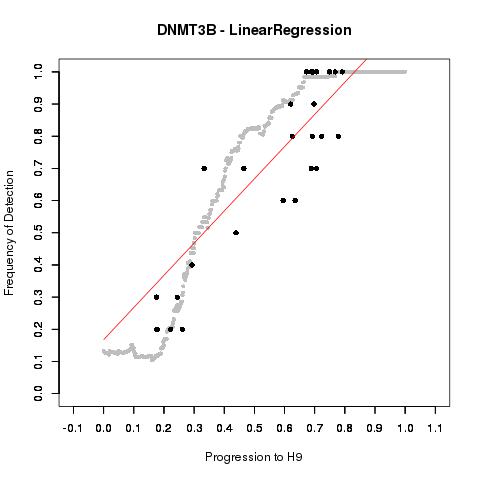 DNMT3B - LinearRegression
Frequency of Detection
1.0
0.9
0.8
0.7
0.6
0.5
0.4
0.3
0.2
0.1
0.0
-0.1 0.0 0.1 0.2 0.3 0.4 0.5 0.6 0.7 0.8 0.9 1.0 1.1
Progression to H9